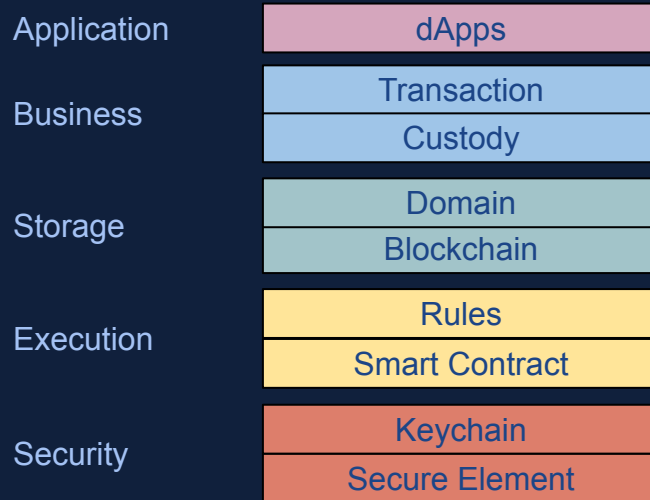 Application
dApps
Business
Transaction
Custody
Storage
Domain
Blockchain
Execution
Rules
Smart Contract
Security
Keychain
Secure Element